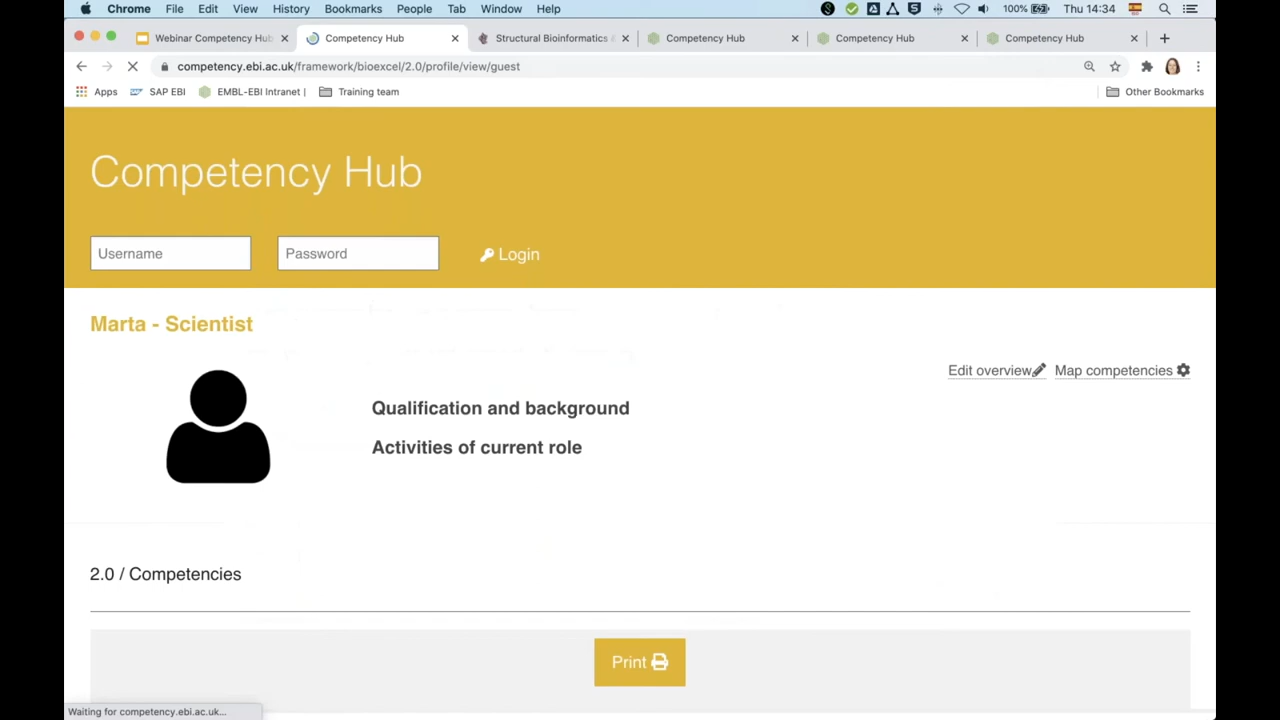 Chrome File Edit View History Bookmarks People Tab Window Help 100% Thu 14:34
Webinar Competency Hub Competency Hub Structural Bioinformatics Competency Hub Competency Hub Competency Hub
competency.ebi.ac.uk/framework/bioexcel/2.0/profile/view/guest
Apps SAP EBI EMBL-EBI Intranet | Training team Other Bookmarks
Competency Hub
Username Password Login
Marta - Scientist
Edit overview Map competencies
Qualification and background
Activities of current role
2.0 / Competencies
Print
Waiting for competency.ebi.ac.uk...